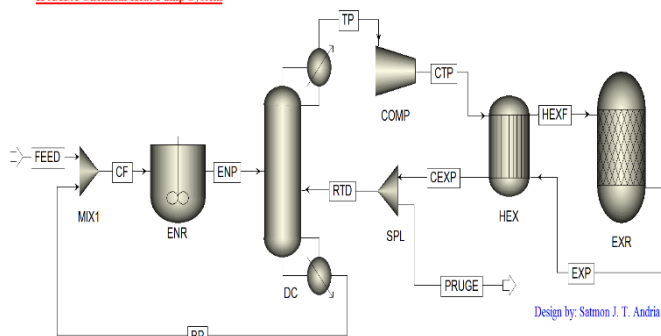 TP
CTP
COMP
HEXF
FEED
CF
ENP
RTD
CEXP
MIX1
ENR
SPL
HEX
EXR
DC
PRUGE
EXP
Design by: Satmon J. T. Andria